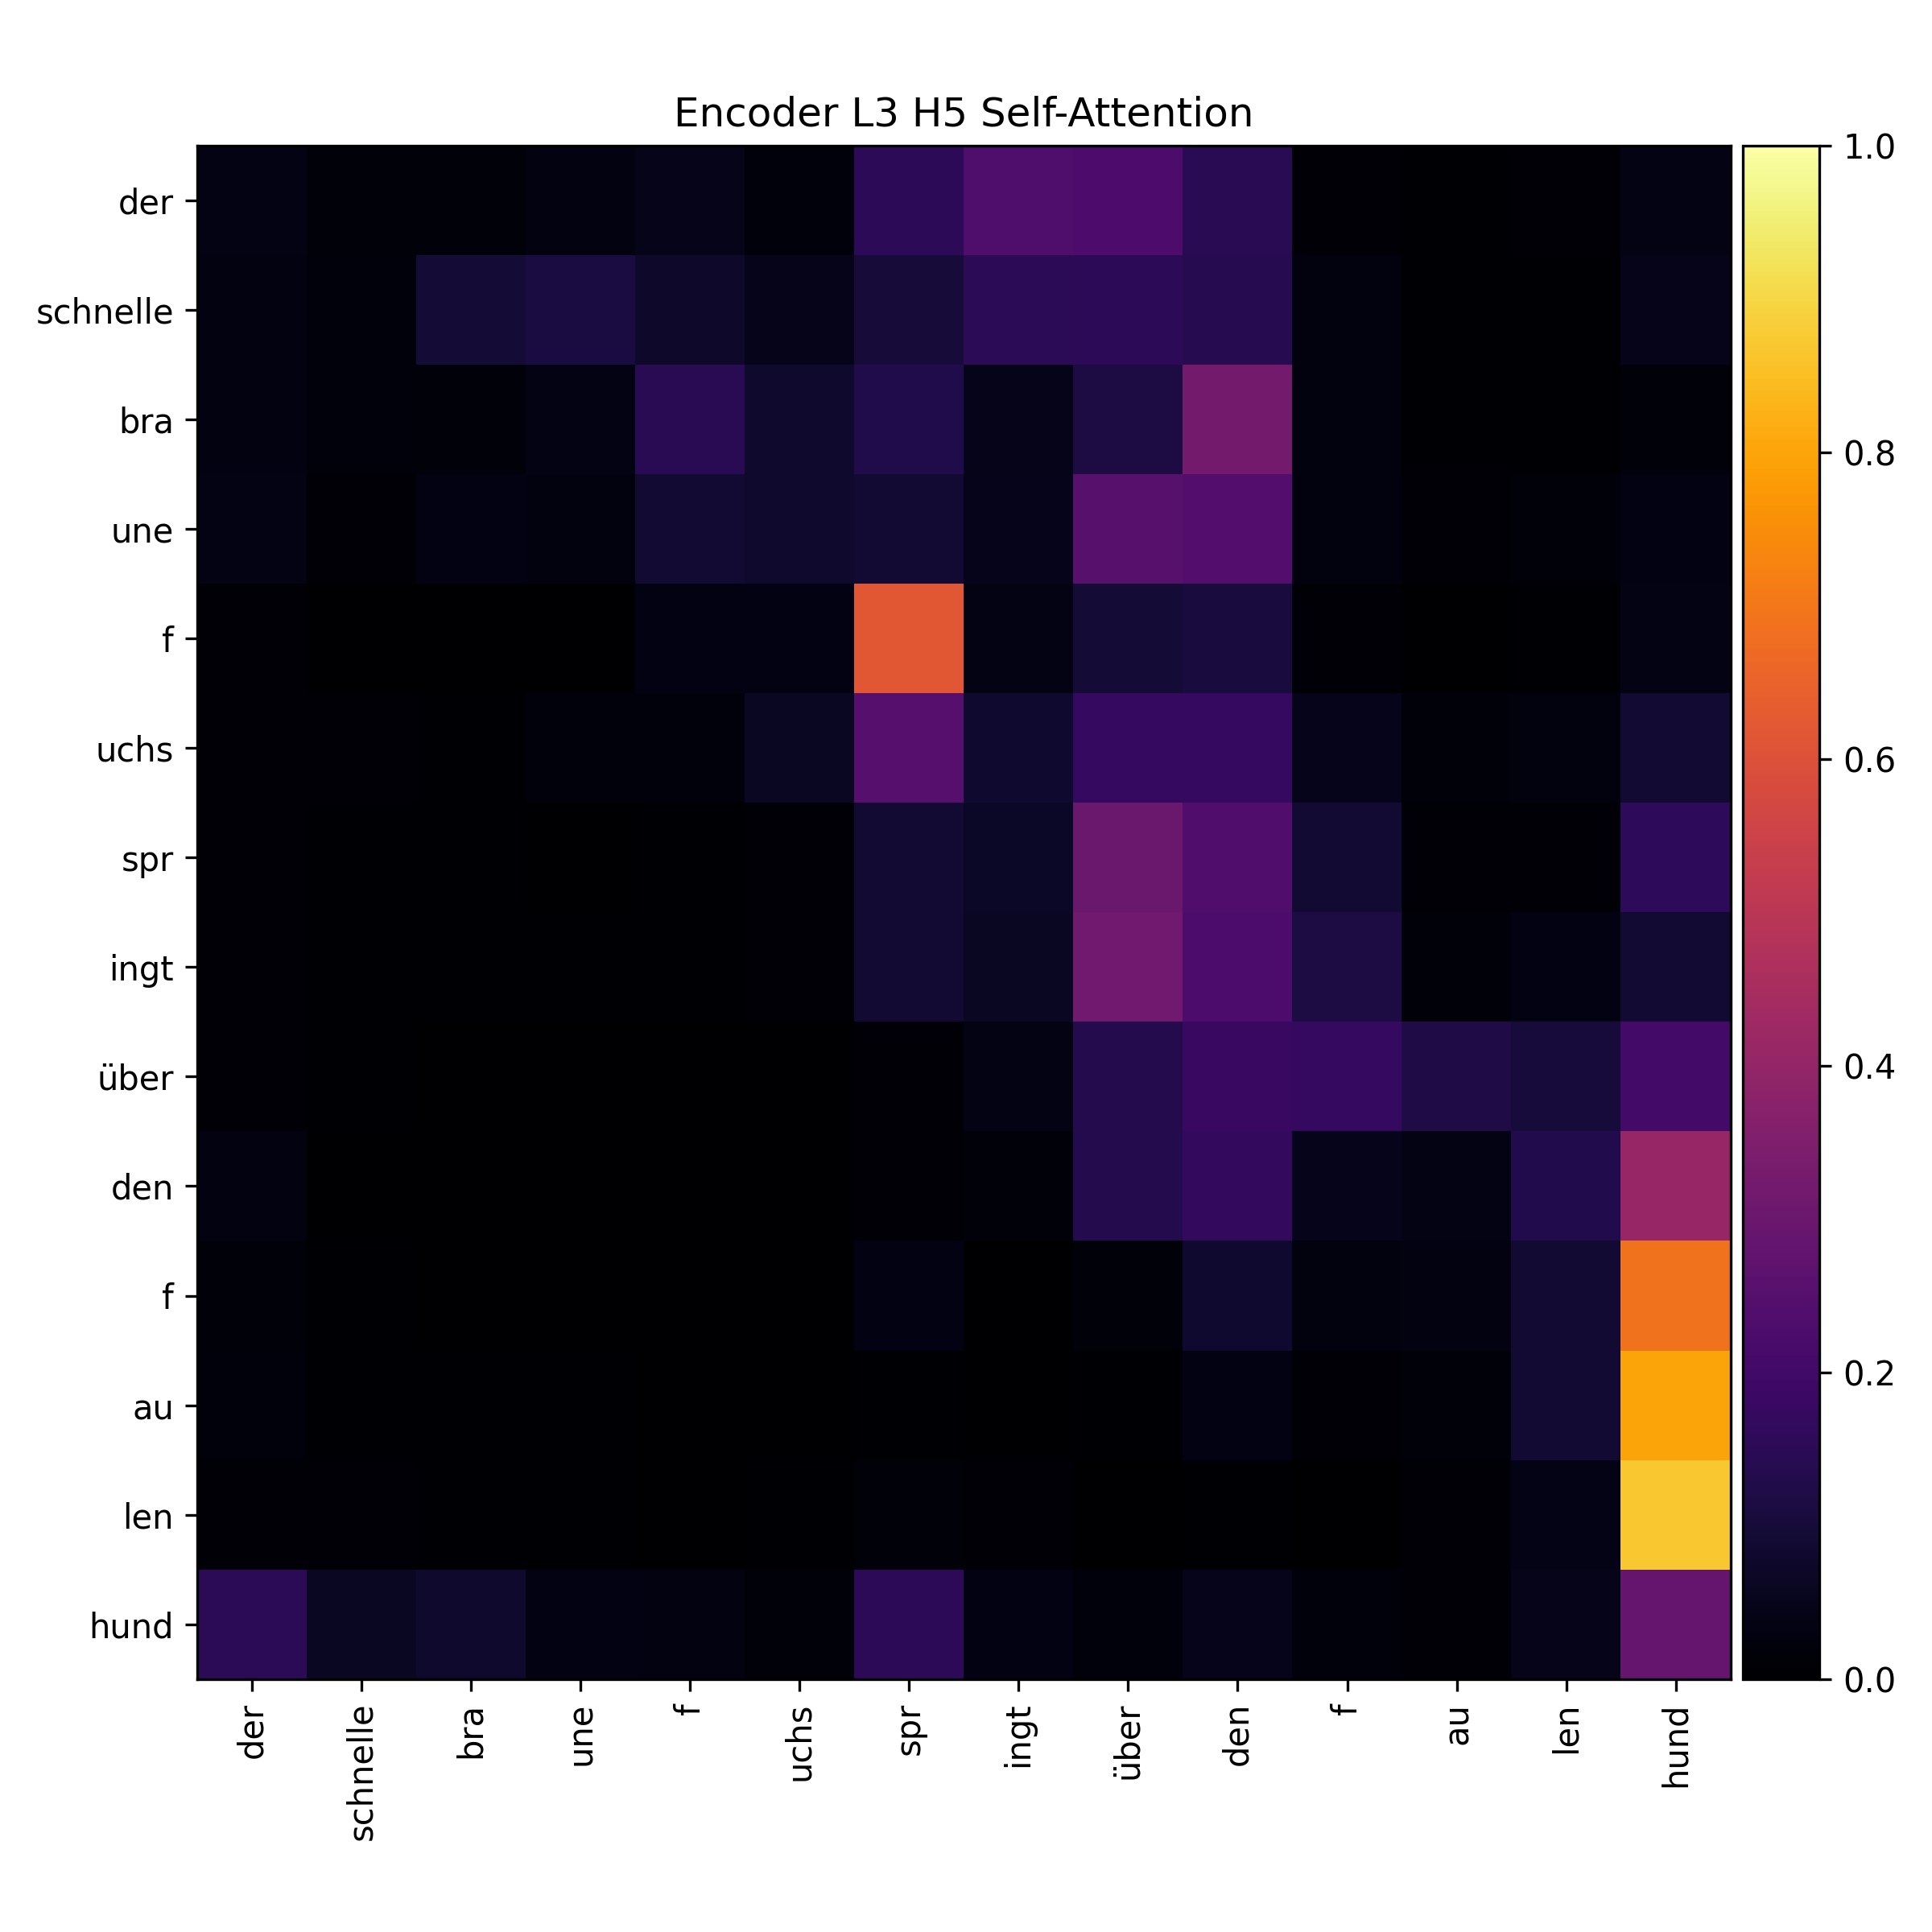 Encoder L3 H5 Self-Attention
der
schnelle
bra
une
f
uchs
spr
ingt
über
den
f
au
len
hund
der
schnelle
bra
une
f
uchs
spr
ingt
über
den
f
au
len
hund
1.0
0.8
0.6
0.4
0.2
0.0